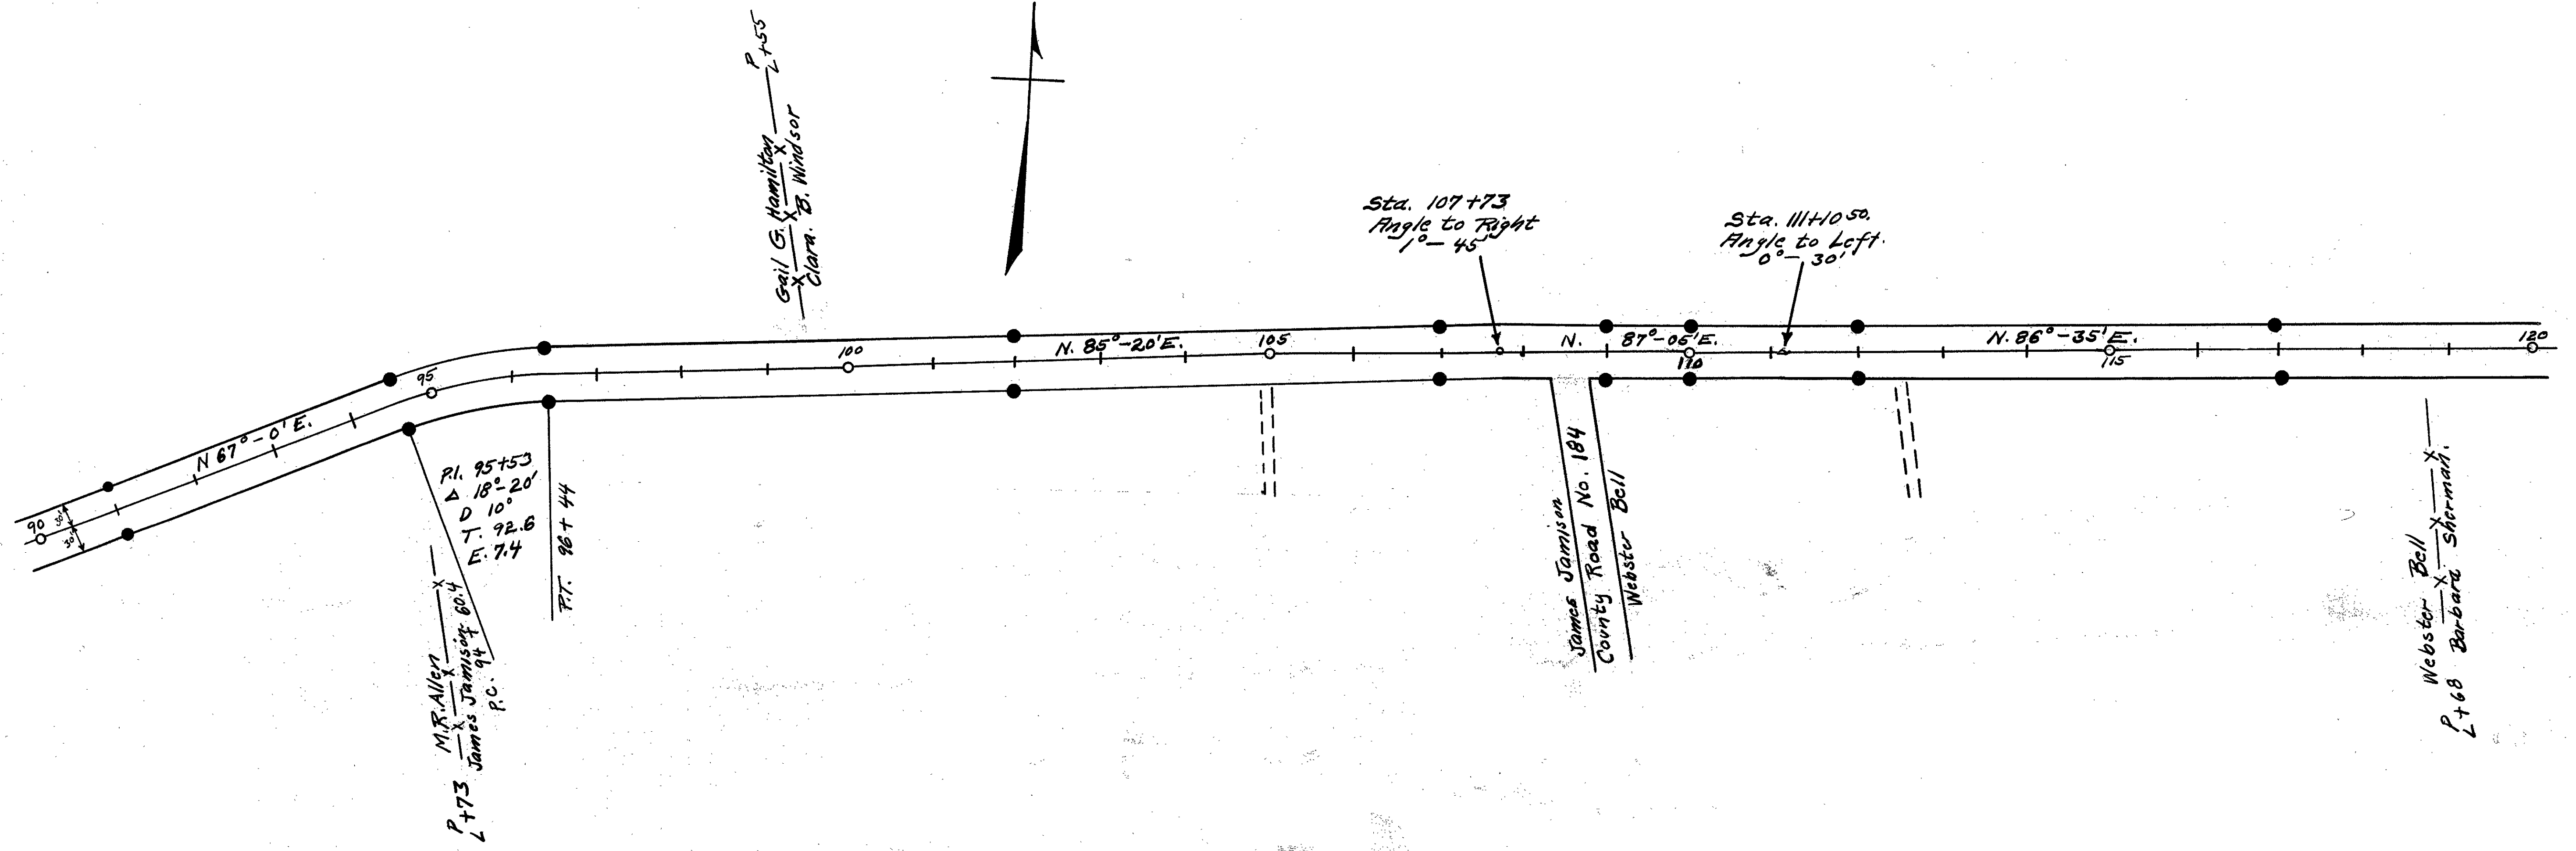 P
L +55
Gail G. Hamilton
Clara. B. Windsor
Sta. 107+73
Angle to Right
1°-45'
Sta. 111+10 50.
Angle to Left.
0°-30'
90
30'
30'
N 67°-0' E.
95
100
N. 85°-20' E.
105
N. 87°-05' E.
110
N. 86°-35' E.
115
120
P.I. 95+53
Δ 18°-20'
D 10°
T. 92.6
E. 7.4
P.T. 96+44
P.C. 94+60.4
M.R. Allen
James Jamison
P
L +73
James Jamison
County Road No. 184
Webster Bell
Webster Bell
Barbara Sherman.
P
L +68